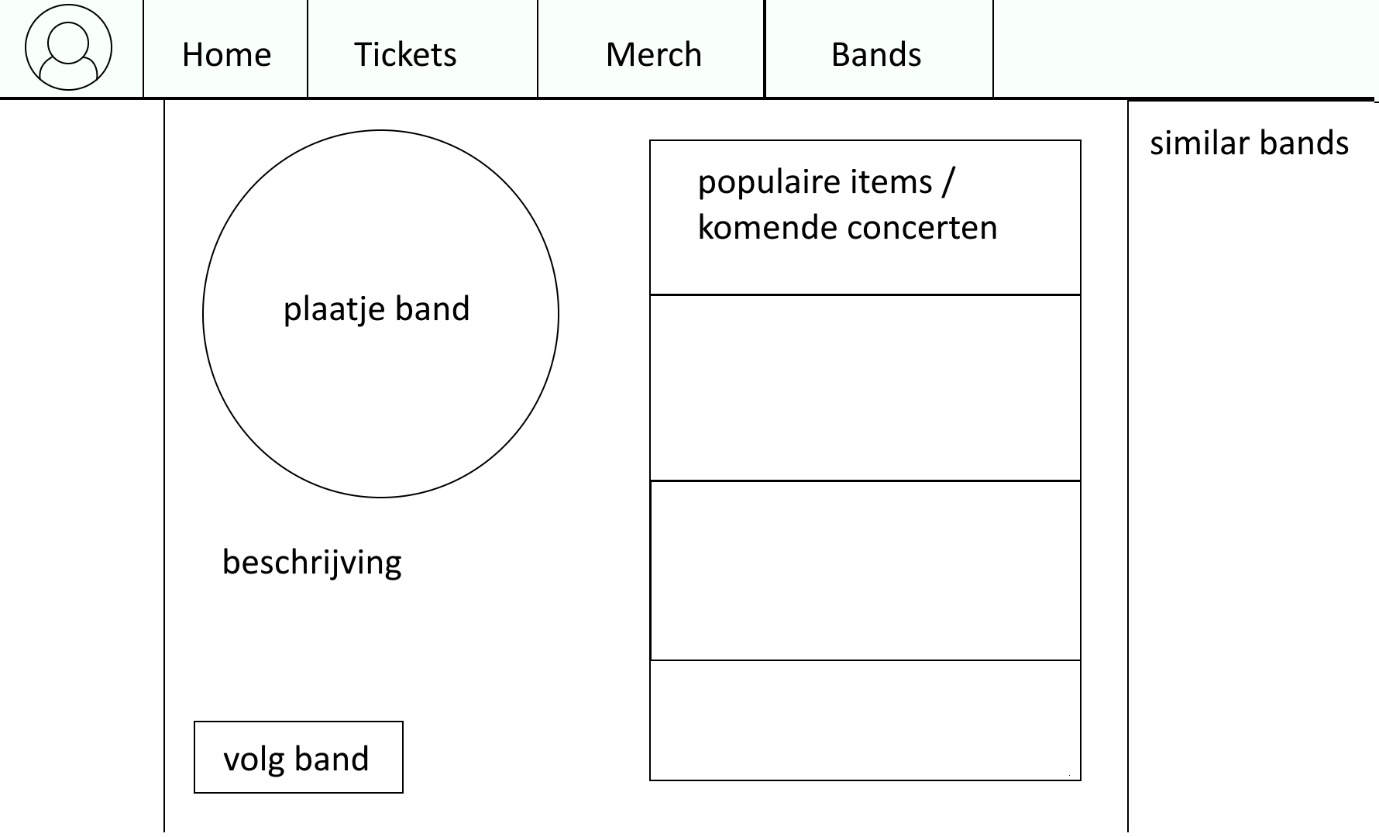 Home
Tickets
Merch
Bands
plaatje band
beschrijving
volg band
populaire items /
komende concerten
similar bands